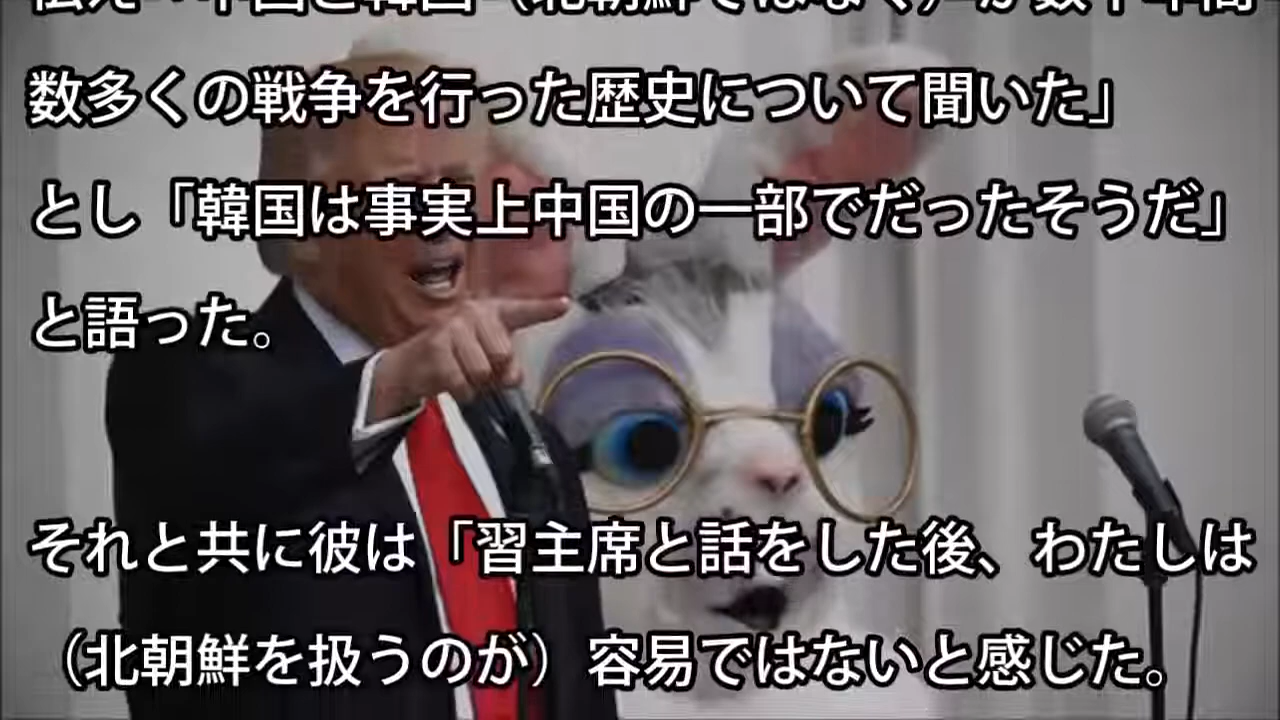 数多くの戦争を行った歴史について聞いた」
とし「韓国は事実上中国の一部でだったそうだ」
と語った。
それと共に彼は「習主席と話をした後、わたしは
（北朝鮮を扱うのが）容易ではないと感じた。